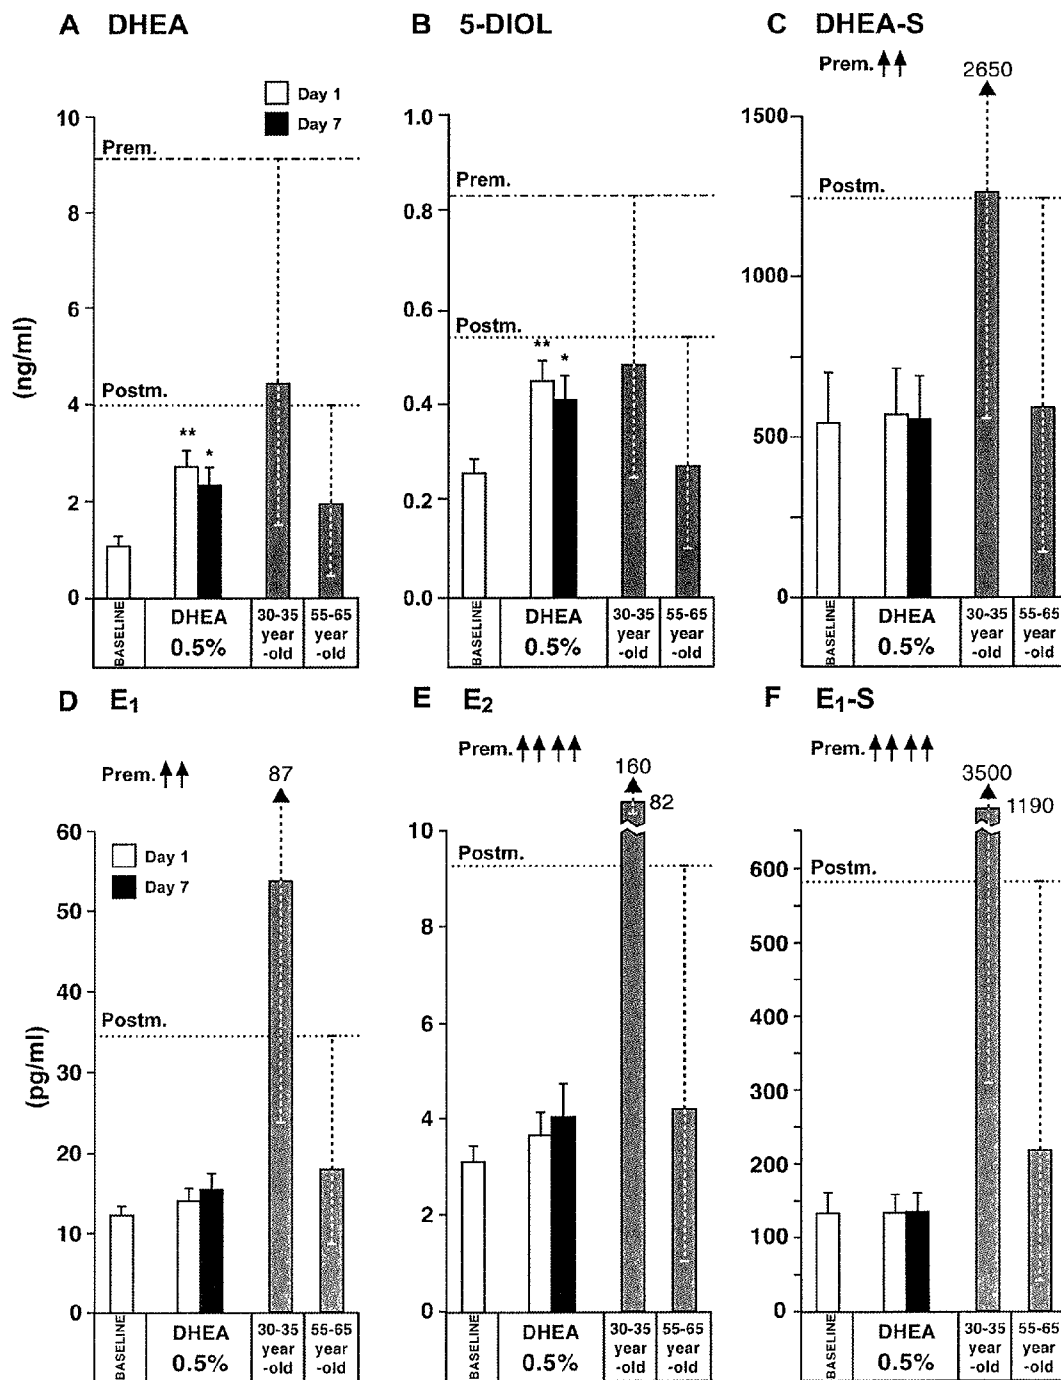 A DHEA
B 5-DIOL
C DHEA-S
Day 1
Day 7
Prem.
2650
(ng/ml)
10
8
6
4
2
0
Prem.
Postm.
**
*
BASELINE
DHEA
0.5%
30-35
year
-old
55-65
year
-old
1.0
0.8
0.6
0.4
0.2
0.0
Prem.
Postm.
**
*
BASELINE
DHEA
0.5%
30-35
year
-old
55-65
year
-old
1500
1000
500
0
Postm.
BASELINE
DHEA
0.5%
30-35
year
-old
55-65
year
-old
D E1
E E2
F E1-S
Prem.
87
Day 1
Day 7
(pg/ml)
60
50
40
30
20
10
0
Postm.
BASELINE
DHEA
0.5%
30-35
year
-old
55-65
year
-old
Prem.
160
82
10
8
6
4
2
0
Postm.
BASELINE
DHEA
0.5%
30-35
year
-old
55-65
year
-old
Prem.
3500
1190
600
500
400
300
200
100
0
Postm.
BASELINE
DHEA
0.5%
30-35
year
-old
55-65
year
-old